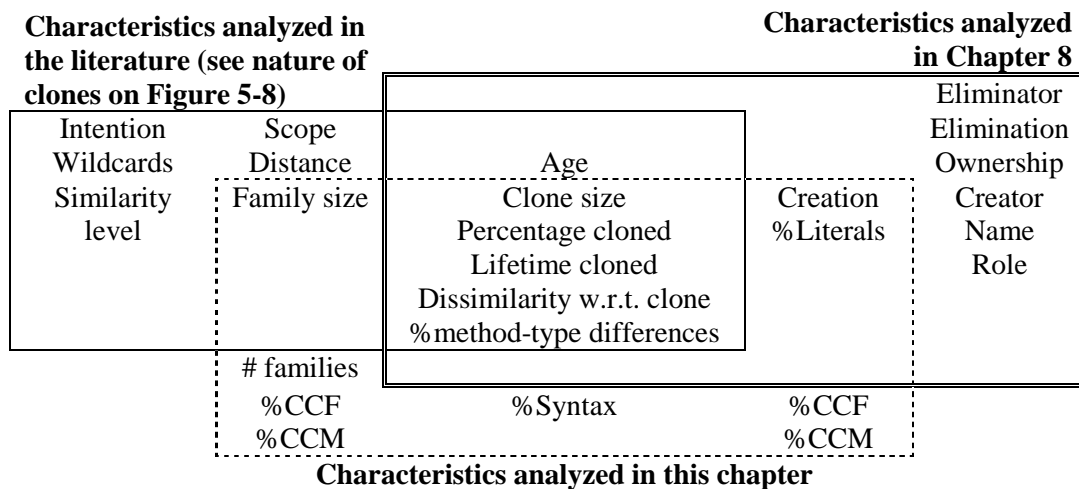 Characteristics analyzed in
the literature (see nature of
clones on Figure 5-8)
Characteristics analyzed
in Chapter 8
Eliminator
Intention Scope Elimination
Wildcards Distance Age Ownership
Similarity Family size Clone size Creation Creator
level Percentage cloned %Literals Name
Lifetime cloned Role
Dissimilarity w.r.t. clone
%method-type differences
# families
%CCF %Syntax %CCF
%CCM %CCM
Characteristics analyzed in this chapter